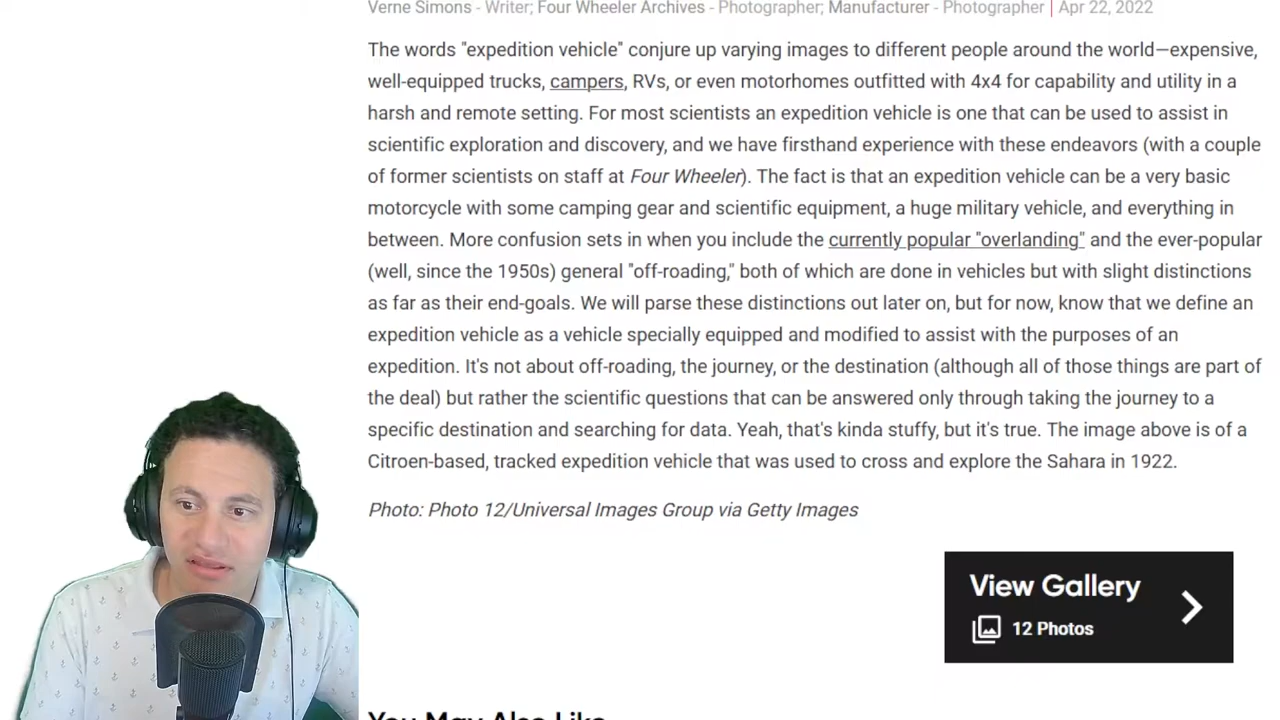 Verne Simons - Writer; Four Wheeler Archives - Photographer; Manufacturer - Photographer | Apr 22, 2022
The words "expedition vehicle" conjure up varying images to different people around the world—expensive,
well-equipped trucks, campers, RVs, or even motorhomes outfitted with 4x4 for capability and utility in a
harsh and remote setting. For most scientists an expedition vehicle is one that can be used to assist in
scientific exploration and discovery, and we have firsthand experience with these endeavors (with a couple
of former scientists on staff at Four Wheeler). The fact is that an expedition vehicle can be a very basic
motorcycle with some camping gear and scientific equipment, a huge military vehicle, and everything in
between. More confusion sets in when you include the currently popular "overlanding" and the ever-popular
(well, since the 1950s) general "off-roading," both of which are done in vehicles but with slight distinctions
as far as their end-goals. We will parse these distinctions out later on, but for now, know that we define an
expedition vehicle as a vehicle specially equipped and modified to assist with the purposes of an
expedition. It's not about off-roading, the journey, or the destination (although all of those things are part of
the deal) but rather the scientific questions that can be answered only through taking the journey to a
specific destination and searching for data. Yeah, that's kinda stuffy, but it's true. The image above is of a
Citroen-based, tracked expedition vehicle that was used to cross and explore the Sahara in 1922.
Photo: Photo 12/Universal Images Group via Getty Images
View Gallery
12 Photos
You May Also Like